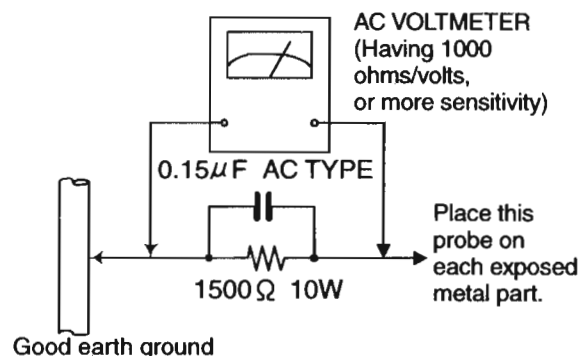 AC VOLTMETER
(Having 1000
ohms/volts,
or more sensitivity)
0.15μF AC TYPE
Place this
probe on
each exposed
metal part.
1500Ω 10W
Good earth ground